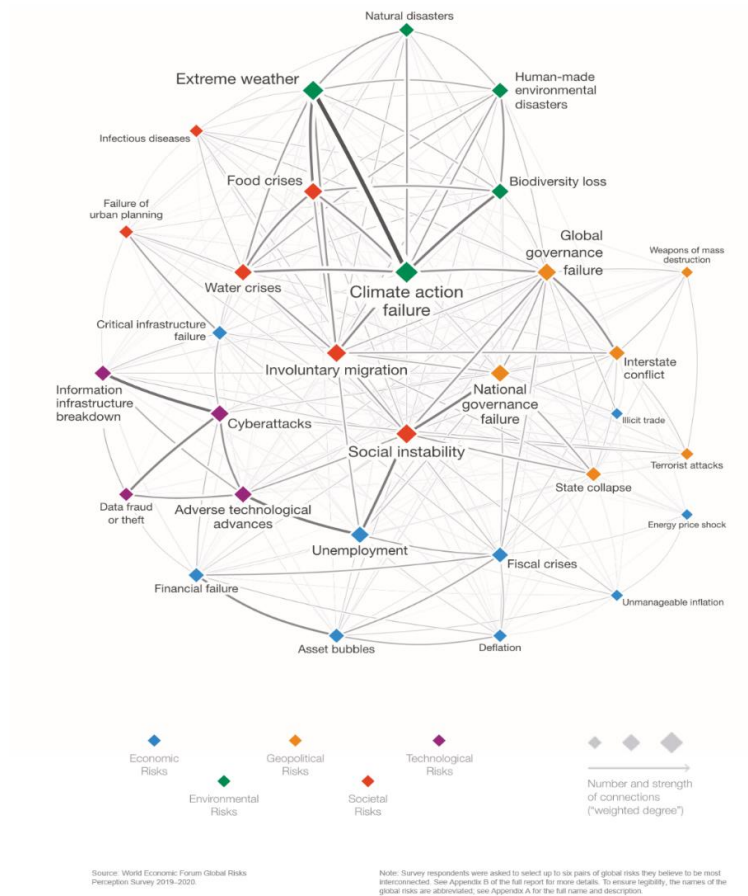 Natural disasters
Extreme weather
Human-made
environmental
disasters
Infectious diseases
Food crises
Biodiversity loss
Failure of
urban planning
Global
governance
failure
Weapons of mass
destruction
Water crises
Climate action
failure
Critical infrastructure
failure
Involuntary migration
Interstate
conflict
Information
infrastructure
breakdown
National
governance
failure
Cyberattacks
Illicit trade
Social instability
Terrorist attacks
State collapse
Data fraud
or theft
Adverse technological
advances
Energy price shock
Unemployment
Fiscal crises
Financial failure
Unmanageable inflation
Asset bubbles
Deflation
Economic
Risks
Geopolitical
Risks
Technological
Risks
Environmental
Risks
Societal
Risks
Number and strength
of connections
("weighted degree")
Source: World Economic Forum Global Risks
Perception Survey 2019–2020.
Note: Survey respondents were asked to select up to six pairs of global risks they believe to be most
interconnected. See Appendix B of the full report for more details. To ensure legibility, the names of the
global risks are abbreviated; see Appendix A for the full name and description.